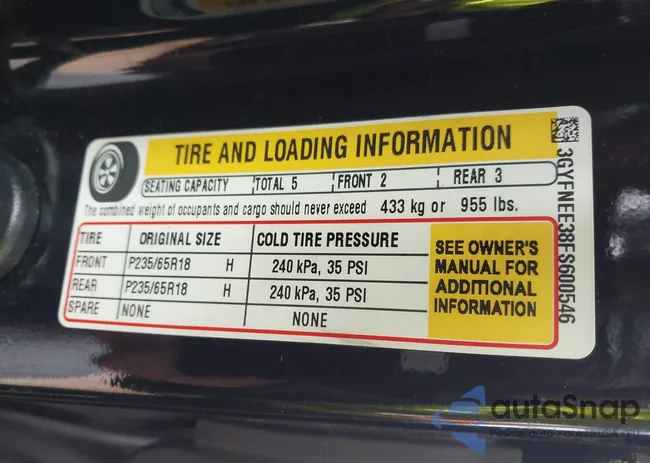 TIRE AND LOADING INFORMATION
SEATING CAPACITY TOTAL 5 FRONT 2 REAR 3
The combined weight of occupants and cargo should never exceed 433 kg or 955 lbs.
TIRE ORIGINAL SIZE COLD TIRE PRESSURE
FRONT P235/65R18 H 240 kPa, 35 PSI
REAR P235/65R18 H 240 kPa, 35 PSI
SPARE NONE NONE
SEE OWNER'S
MANUAL FOR
ADDITIONAL
INFORMATION
3GYFNEE38FS600546
autoSnap